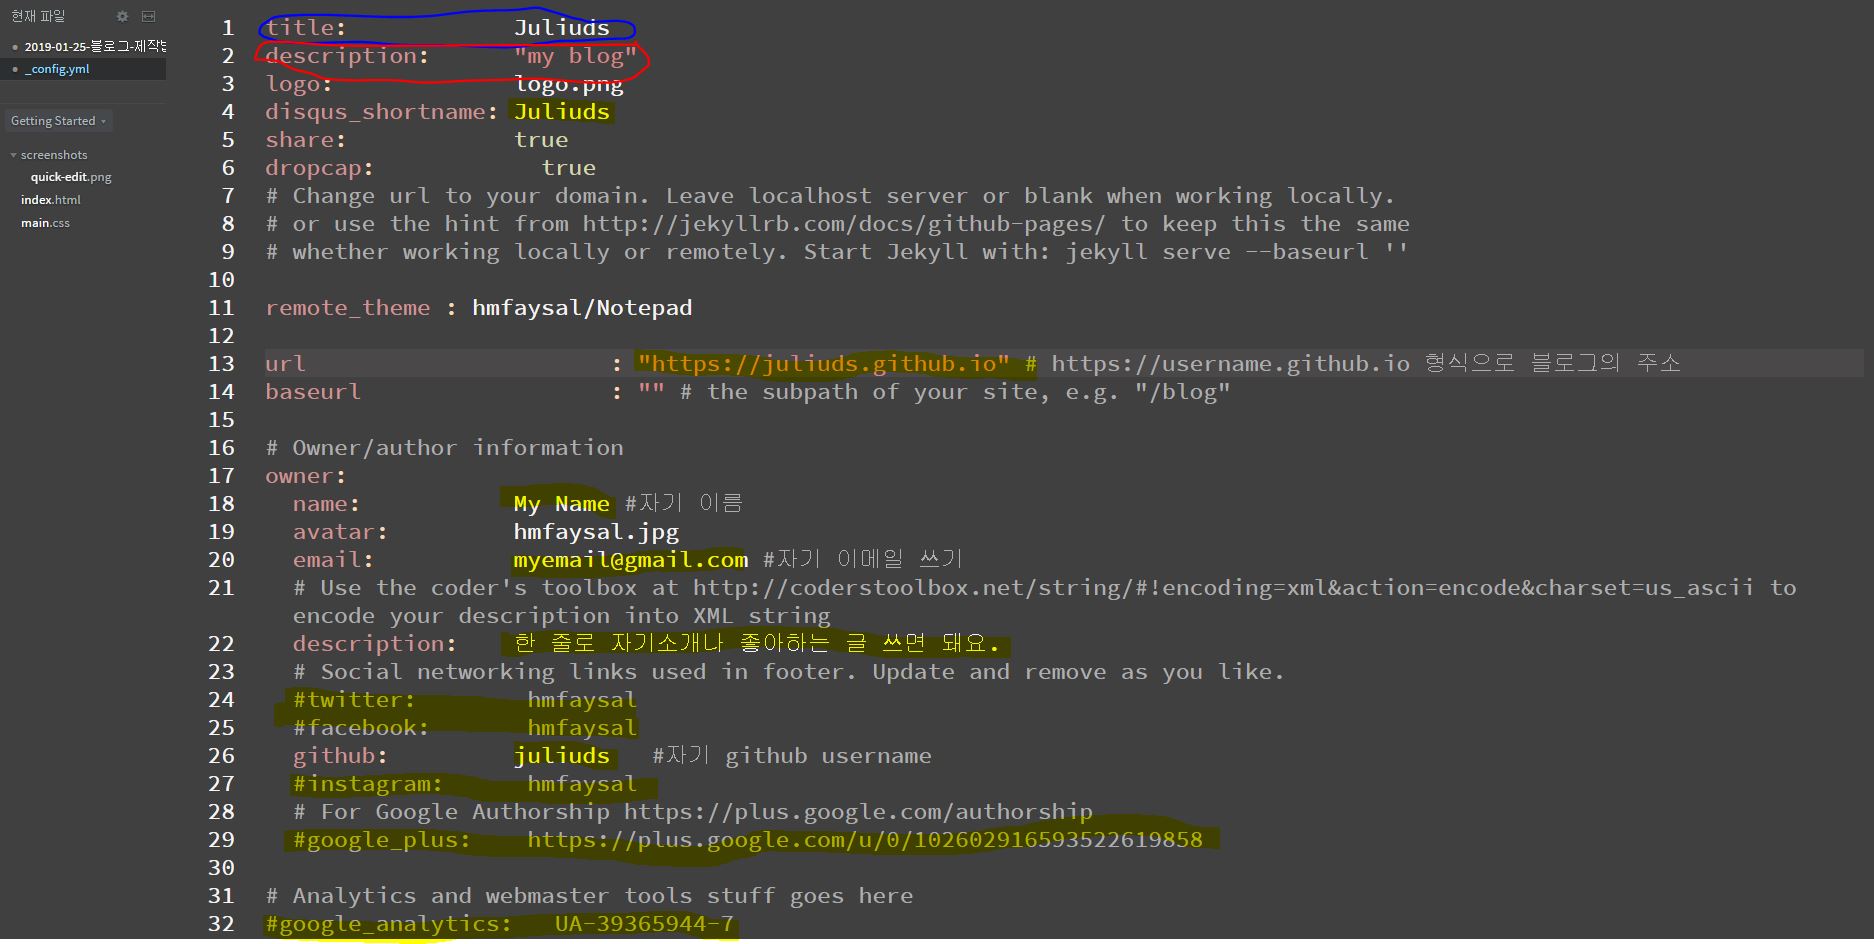 현재 파일
2019-01-25-블로그-제작방
_config.yml
Getting Started
screenshots
quick-edit.png
index.html
main.css
1 title: Juliuds
2 description: "my blog"
3 logo: logo.png
4 disqus_shortname: Juliuds
5 share: true
6 dropcap: true
7 # Change url to your domain. Leave localhost server or blank when working locally.
8 # or use the hint from http://jekyllrb.com/docs/github-pages/ to keep this the same
9 # whether working locally or remotely. Start Jekyll with: jekyll serve --baseurl ''
10
11 remote_theme : hmfaysal/Notepad
12
13 url : "https://juliuds.github.io" # https://username.github.io 형식으로 블로그의 주소
14 baseurl : "" # the subpath of your site, e.g. "/blog"
15
16 # Owner/author information
17 owner:
18 name: My Name #자기 이름
19 avatar: hmfaysal.jpg
20 email: myemail@gmail.com #자기 이메일 쓰기
21 # Use the coder's toolbox at http://coderstoolbox.net/string/#!encoding=xml&action=encode&charset=us_ascii to
encode your description into XML string
22 description: 한 줄로 자기소개나 좋아하는 글 쓰면 돼요.
23 # Social networking links used in footer. Update and remove as you like.
24 #twitter: hmfaysal
25 #facebook: hmfaysal
26 github: juliuds #자기 github username
27 #instagram: hmfaysal
28 # For Google Authorship https://plus.google.com/authorship
29 #google_plus: https://plus.google.com/u/0/102602916593522619858
30
31 # Analytics and webmaster tools stuff goes here
32 #google_analytics: UA-39365944-7